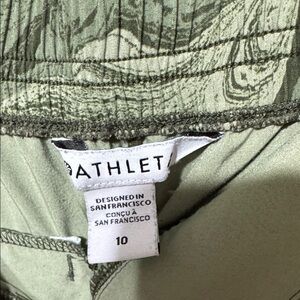 ATHLET
DESIGNED IN
SAN FRANCISCO
CONÇU À
SAN FRANCISCO
10